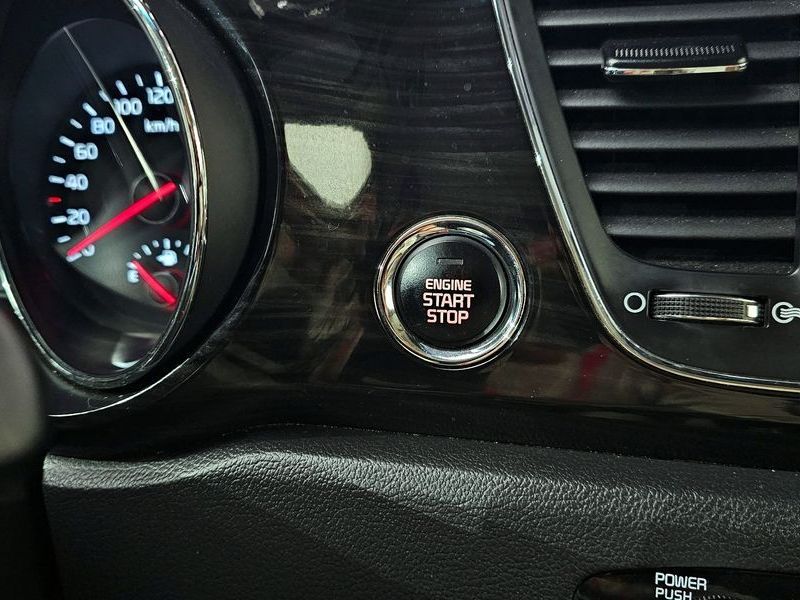 120
100
km/h
80
60
40
20
E
ENGINE
START
STOP
POWER
PUSH